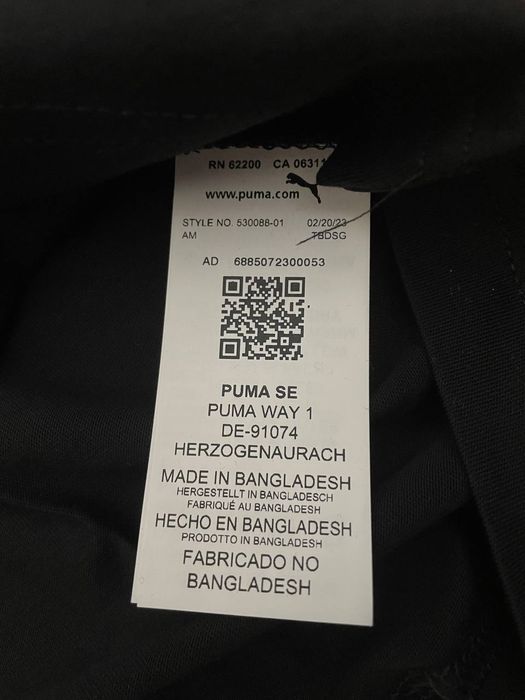 RN 62200 CA 06311
www.puma.com
STYLE NO. 530088-01 02/20/23
AM TBDSG
AD 6885072300053
PUMA SE
PUMA WAY 1
DE-91074
HERZOGENAURACH
MADE IN BANGLADESH
HERGESTELLT IN BANGLADESCH
FABRIQUÉ AU BANGLADESH
HECHO EN BANGLADESH
PRODOTTO IN BANGLADESH
FABRICADO NO
BANGLADESH